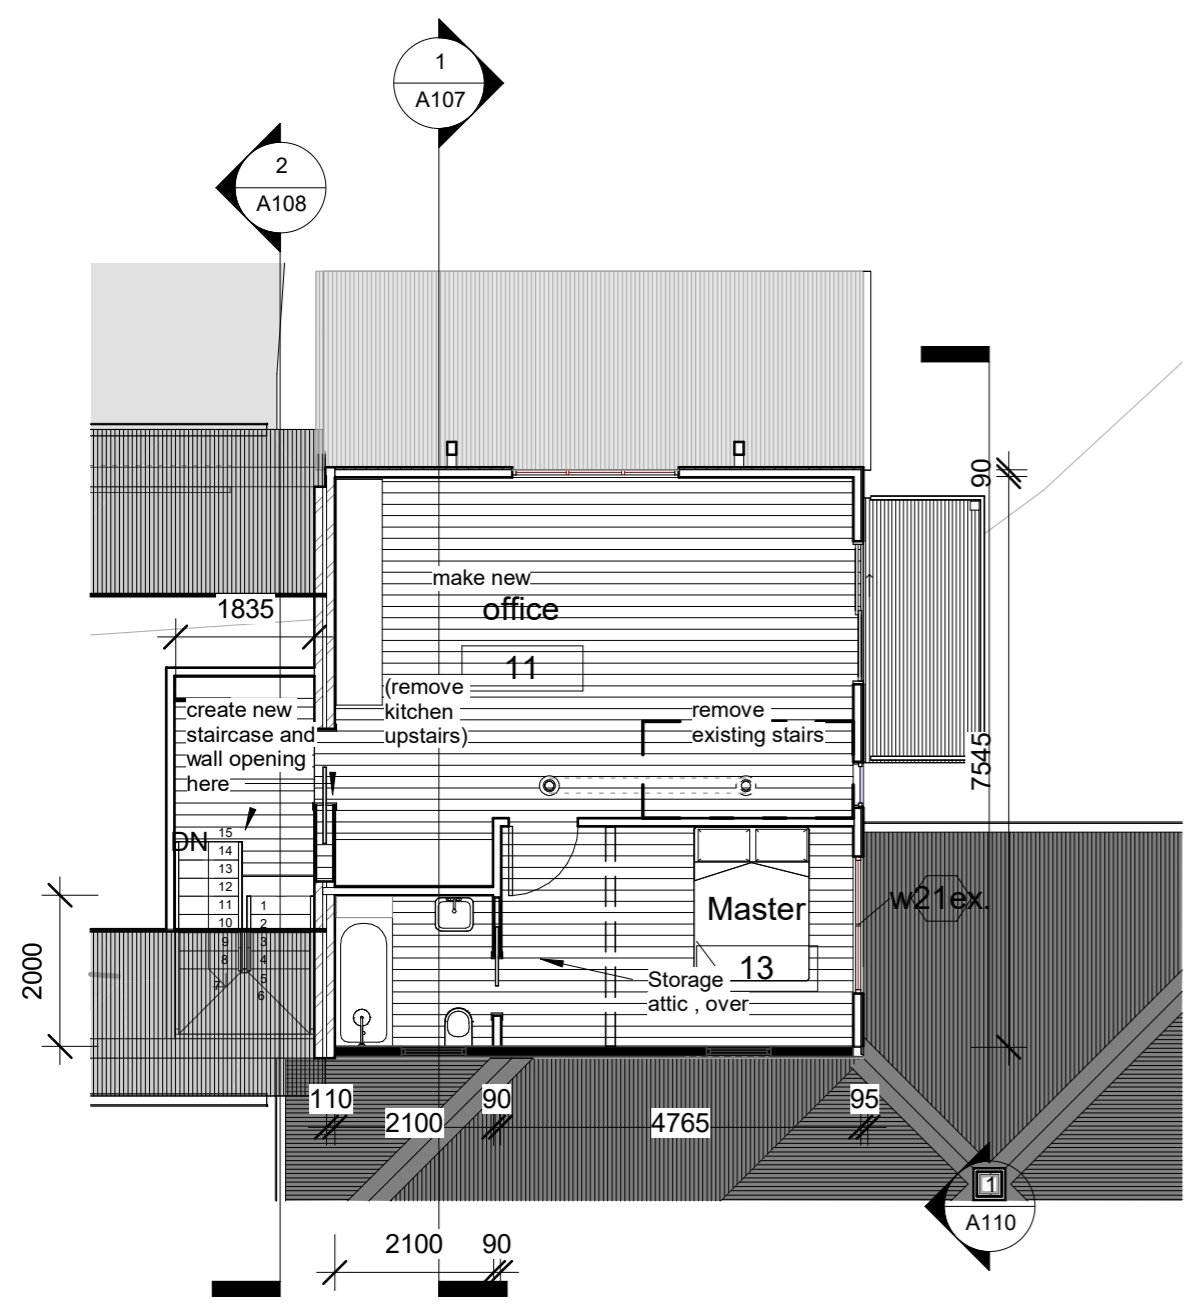 1
A107
2
A108
90
make new
office
1835
11
(remove
kitchen
upstairs)
create new
staircase and
wall opening
here
remove
existing stairs
7545
DN
15
14
13
12
11
10
9
8
7
1
2
3
4
5
6
Master
13
w21ex.
Storage
attic , over
2000
110
2100
90
4765
95
1
A110
2100
90